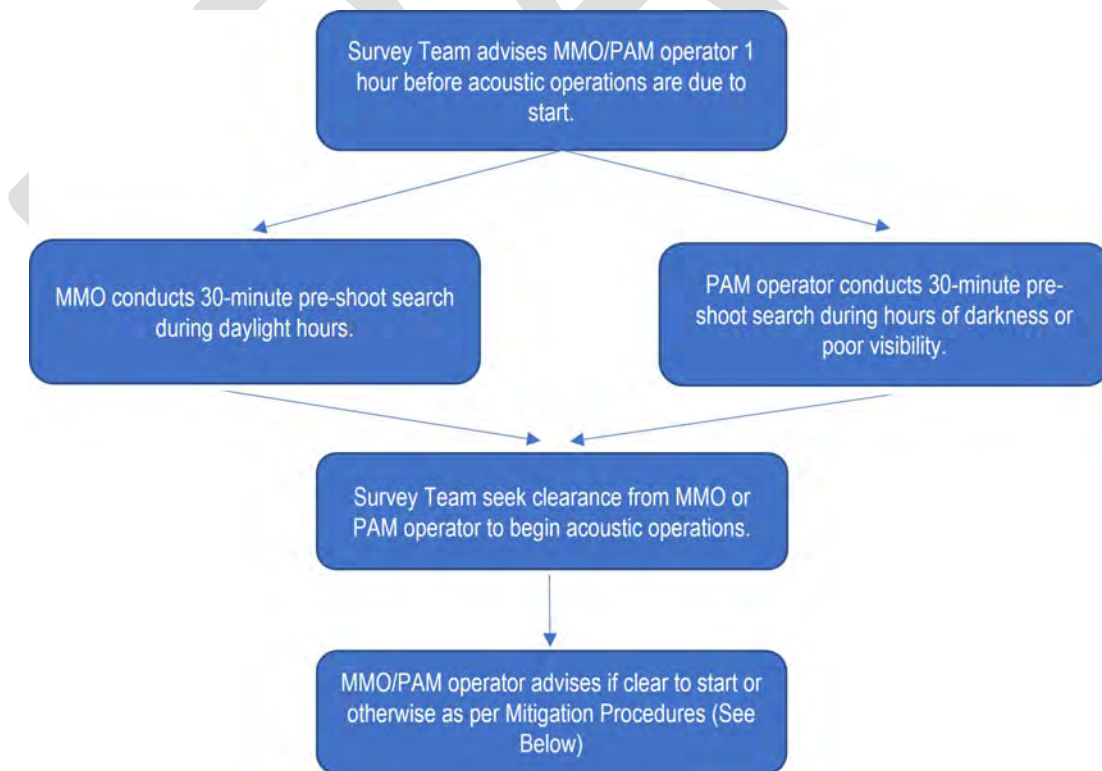 Survey Team advises MMO/PAM operator 1
hour before acoustic operations are due to
start.
MMO conducts 30-minute pre-shoot search
during daylight hours.
PAM operator conducts 30-minute pre-
shoot search during hours of darkness or
poor visibility.
Survey Team seek clearance from MMO or
PAM operator to begin acoustic operations.
MMO/PAM operator advises if clear to start or
otherwise as per Mitigation Procedures (See
Below)